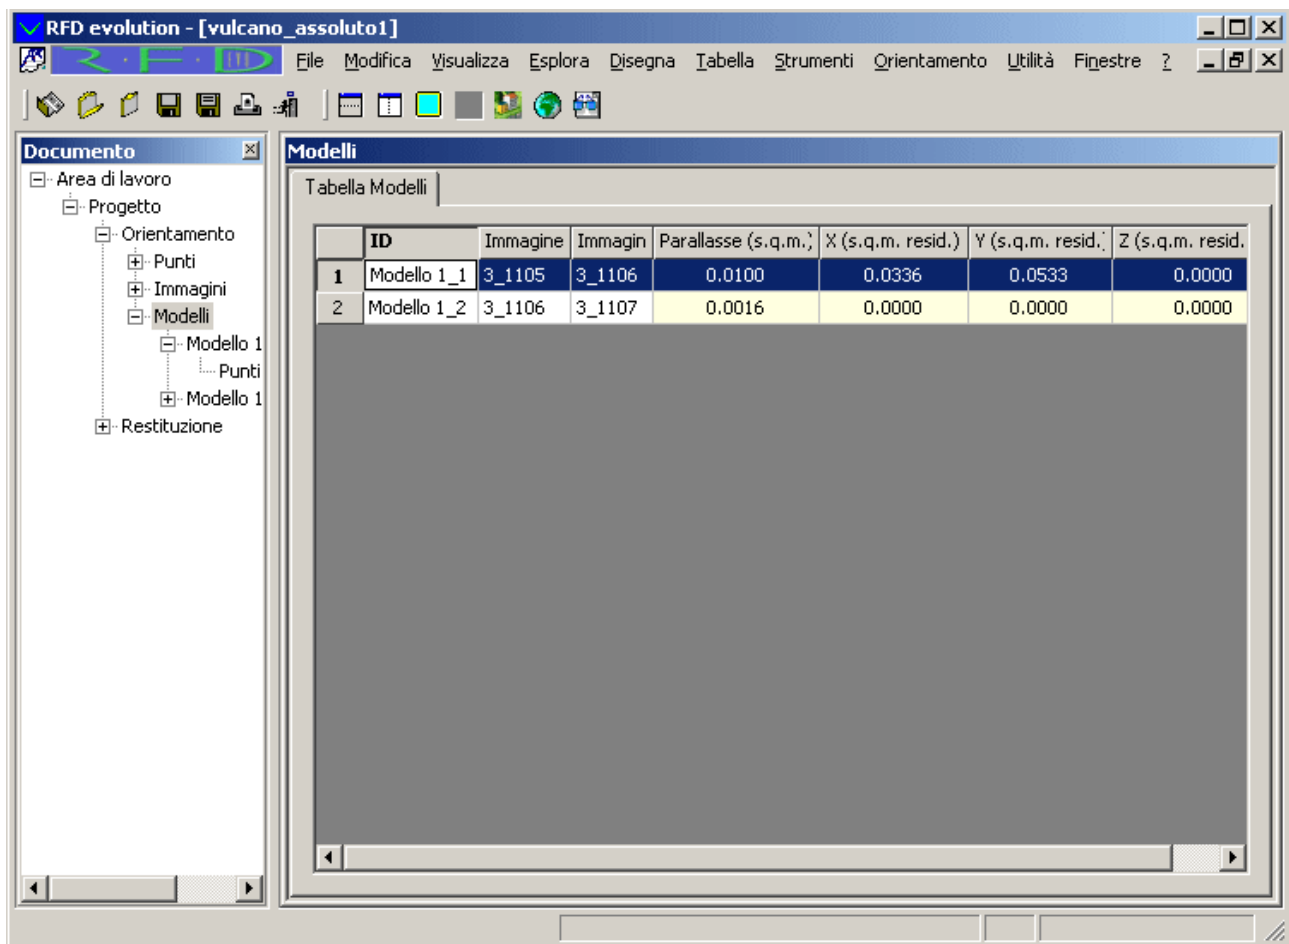 RFD evolution - [vulcano_assoluto1]
R·F·D File Modifica Visualizza Esplora Disegna Tabella Strumenti Orientamento Utilità Finestre ?
Documento
Area di lavoro
Progetto
Orientamento
Punti
Immagini
Modelli
Modello 1
Punti
Modello 1
Restituzione
Modelli
Tabella Modelli
ID Immagine Immagin Parallasse (s.q.m.) X (s.q.m. resid.) Y (s.q.m. resid. Z (s.q.m. resid.
1 Modello 1_1 3_1105 3_1106 0.0100 0.0336 0.0533 0.0000
2 Modello 1_2 3_1106 3_1107 0.0016 0.0000 0.0000 0.0000